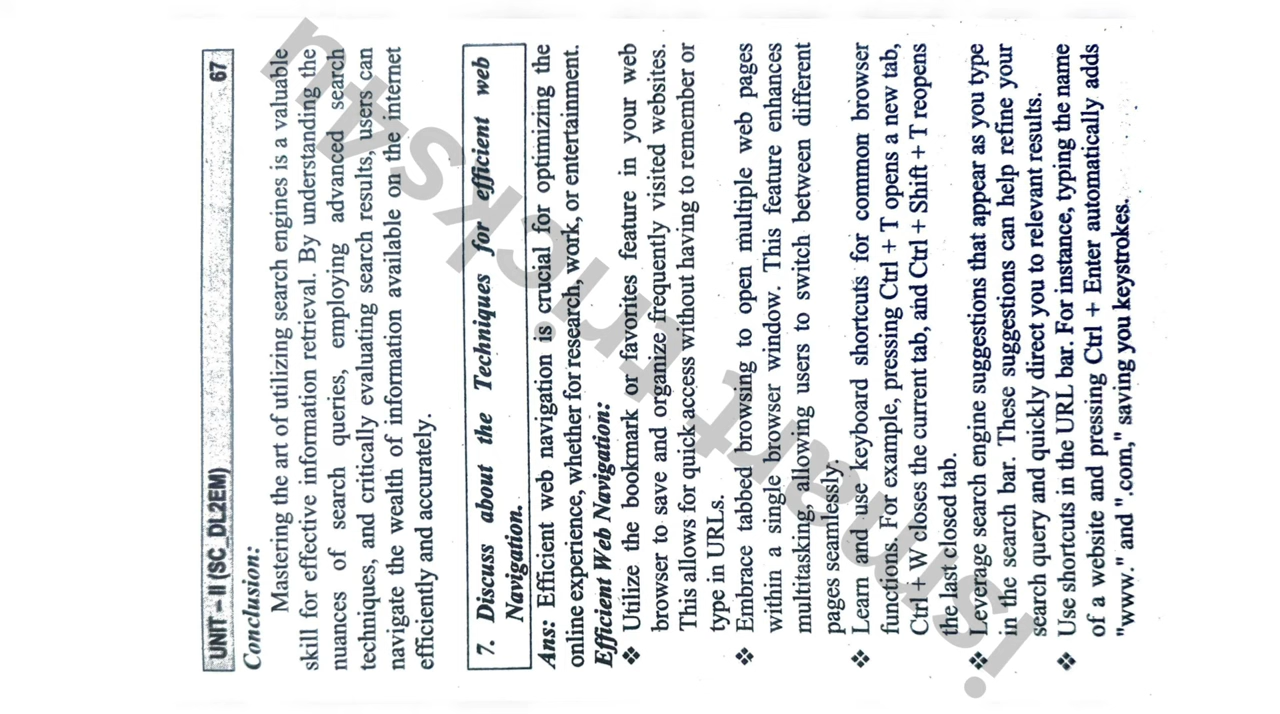 UNIT – II (SC_DL2EM) 67
Conclusion:
Mastering the art of utilizing search engines is a valuable
skill for effective information retrieval. By understanding the
nuances of search queries, employing advanced search
techniques, and critically evaluating search results, users can
navigate the wealth of information available on the internet
efficiently and accurately.
7. Discuss about the Techniques for efficient web
Navigation.
Ans: Efficient web navigation is crucial for optimizing the
online experience, whether for research, work, or entertainment.
Efficient Web Navigation:
❖ Utilize the bookmark or favorites feature in your web
browser to save and organize frequently visited websites.
This allows for quick access without having to remember or
type in URLs.
❖ Embrace tabbed browsing to open multiple web pages
within a single browser window. This feature enhances
multitasking, allowing users to switch between different
pages seamlessly.
❖ Learn and use keyboard shortcuts for common browser
functions. For example, pressing Ctrl + T opens a new tab,
Ctrl + W closes the current tab, and Ctrl + Shift + T reopens
the last closed tab.
❖ Leverage search engine suggestions that appear as you type
in the search bar. These suggestions can help refine your
search query and quickly direct you to relevant results.
❖ Use shortcuts in the URL bar. For instance, typing the name
of a website and pressing Ctrl + Enter automatically adds
"www." and ".com," saving you keystrokes.
ismart tricks4u